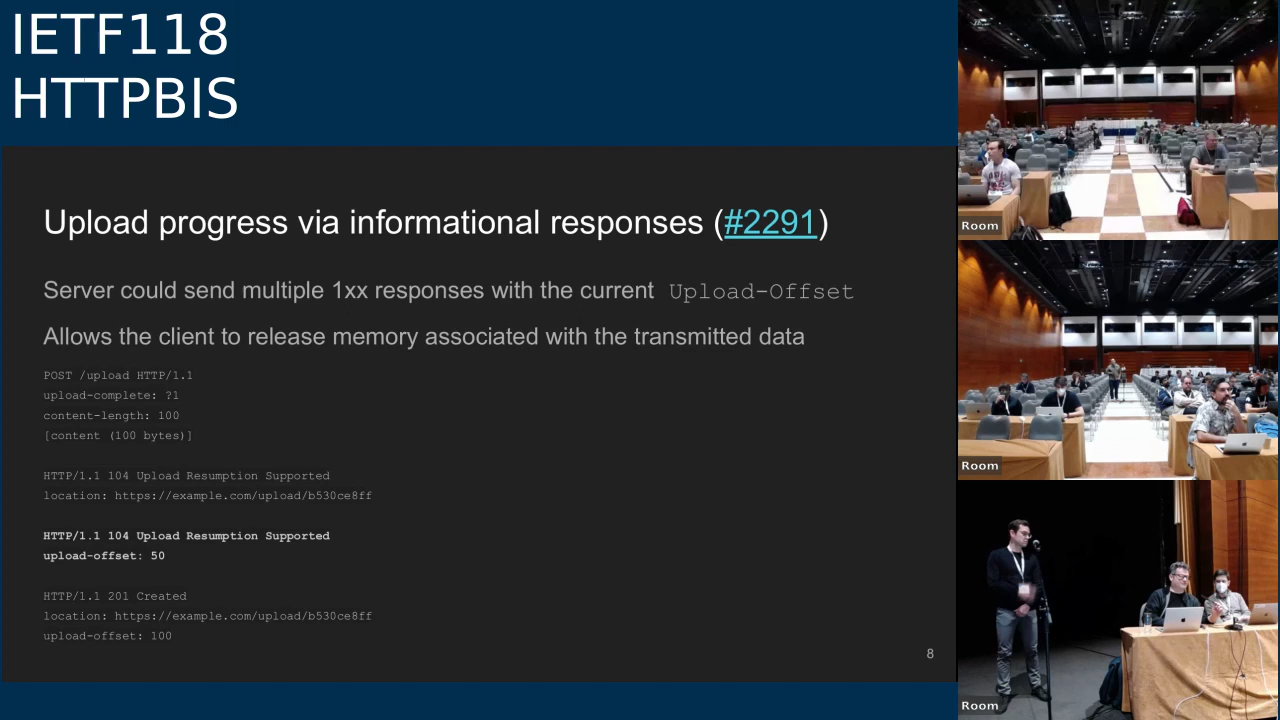 IETF118
HTTPBIS
Upload progress via informational responses (#2291)
Server could send multiple 1xx responses with the current Upload-Offset
Allows the client to release memory associated with the transmitted data
POST /upload HTTP/1.1
upload-complete: ?1
content-length: 100
[content (100 bytes)]
HTTP/1.1 104 Upload Resumption Supported
location: https://example.com/upload/b530ce8ff
HTTP/1.1 104 Upload Resumption Supported
upload-offset: 50
HTTP/1.1 201 Created
location: https://example.com/upload/b530ce8ff
upload-offset: 100
8
Room
Room
Room